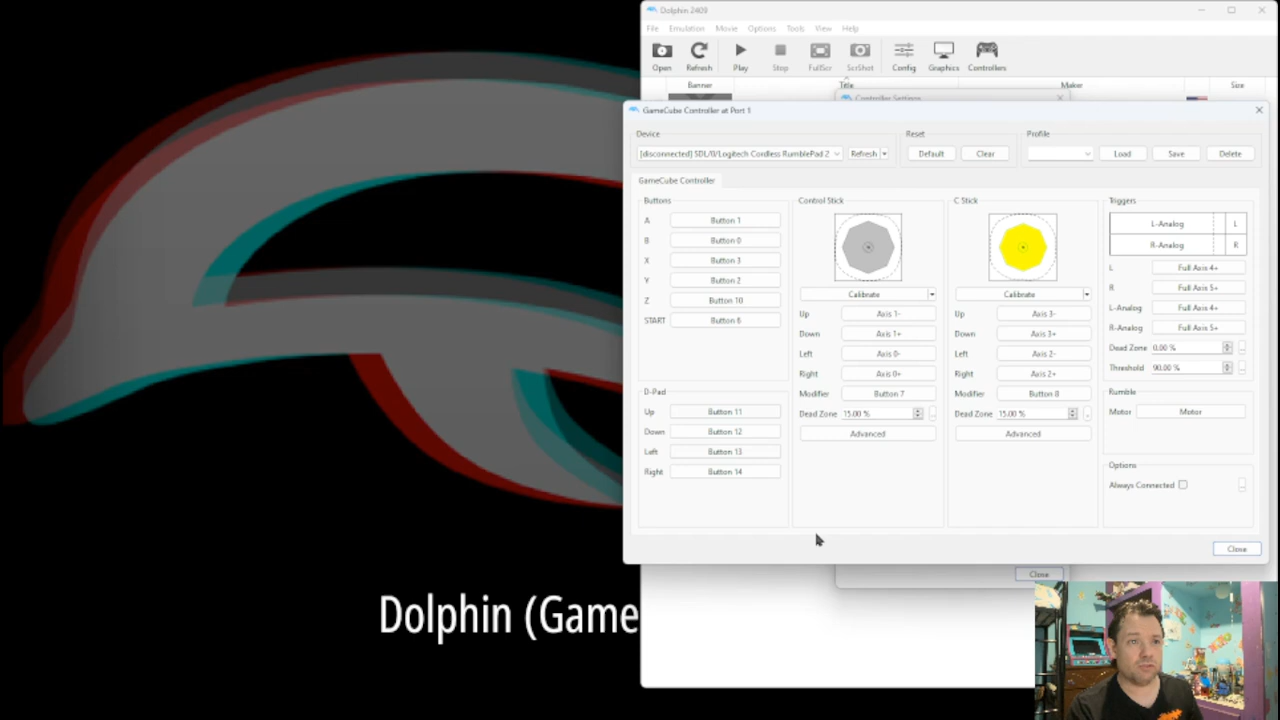 Dolphin 2409
File Emulation Movie Options Tools View Help
Open Refresh Play Stop FullScr ScrShot Config Graphics Controllers
Banner Title Maker Size
Controller Settings
GameCube Controller at Port 1
Device Reset Profile
[disconnected] SDL/0/Logitech Cordless RumblePad 2 Refresh Default Clear Load Save Delete
GameCube Controller
Buttons
A Button 1
B Button 0
X Button 3
Y Button 2
Z Button 10
START Button 6
D-Pad
Up Button 11
Down Button 12
Left Button 13
Right Button 14
Control Stick
Calibrate
Up Axis 1-
Down Axis 1+
Left Axis 0-
Right Axis 0+
Modifier Button 7
Dead Zone 15.00 %
Advanced
C Stick
Calibrate
Up Axis 3-
Down Axis 3+
Left Axis 2-
Right Axis 2+
Modifier Button 8
Dead Zone 15.00 %
Advanced
Triggers
L-Analog L
R-Analog R
L Full Axis 4+
R Full Axis 5+
L-Analog Full Axis 4+
R-Analog Full Axis 5+
Dead Zone 0.00 %
Threshold 90.00 %
Rumble
Motor Motor
Options
Always Connected
Close
Close
Dolphin (Game